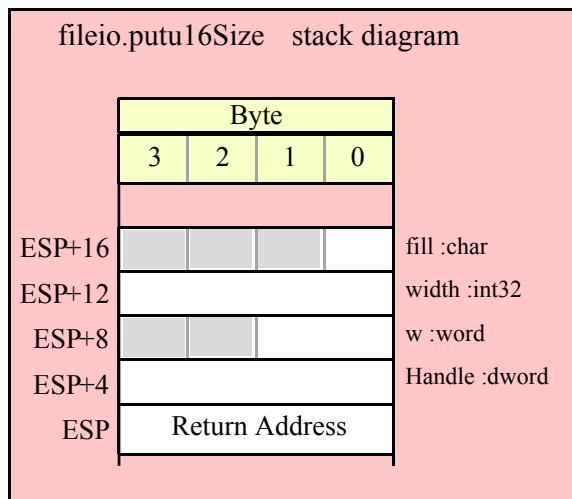 fileio.putu16Size stack diagram
Byte
3 2 1 0
ESP+16 fill :char
ESP+12 width :int32
ESP+8 w :word
ESP+4 Handle :dword
ESP Return Address